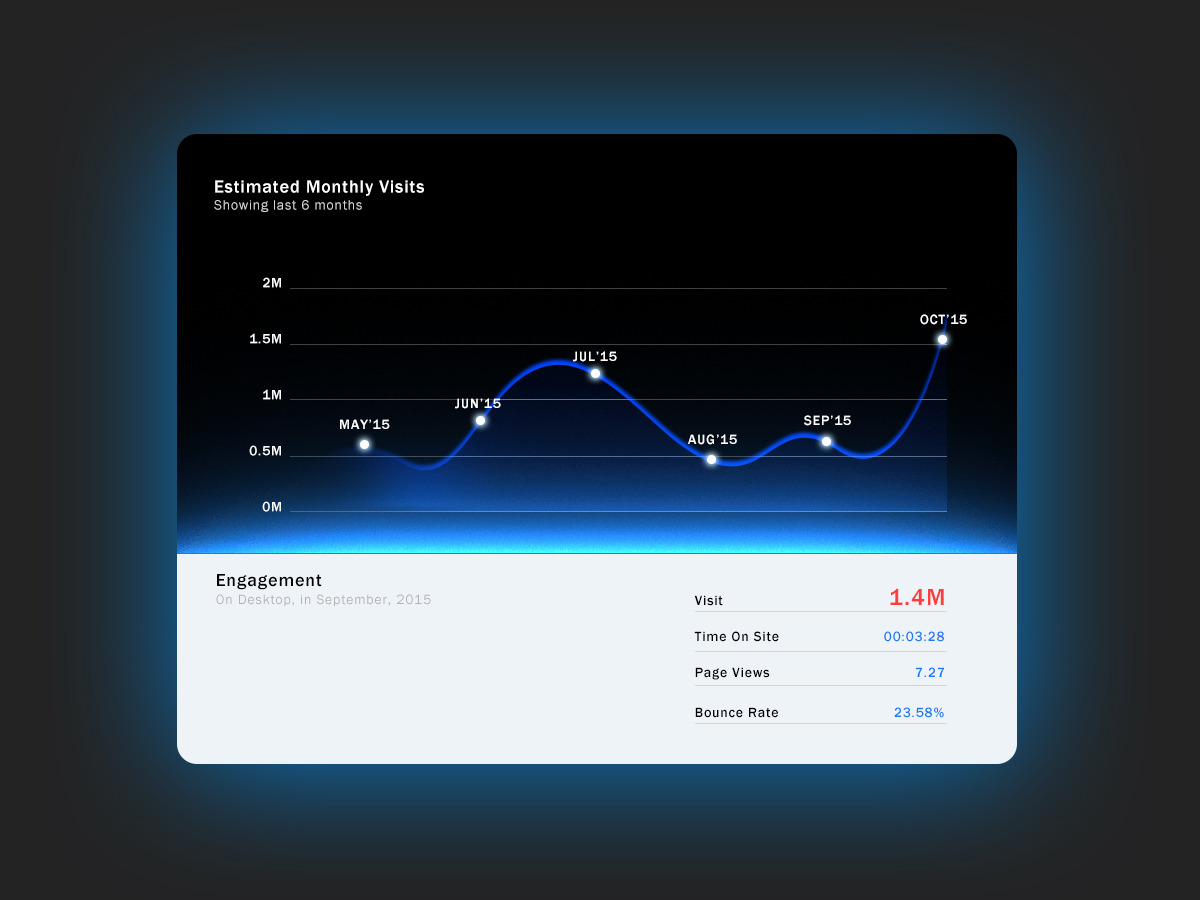 Estimated Monthly Visits
Showing last 6 months
2M
OCT'15
1.5M
JUL'15
1M
JUN'15
MAY'15
SEP'15
AUG'15
0.5M
0M
Engagement
On Desktop, in September, 2015
Visit 1.4M
Time On Site 00:03:28
Page Views 7.27
Bounce Rate 23.58%